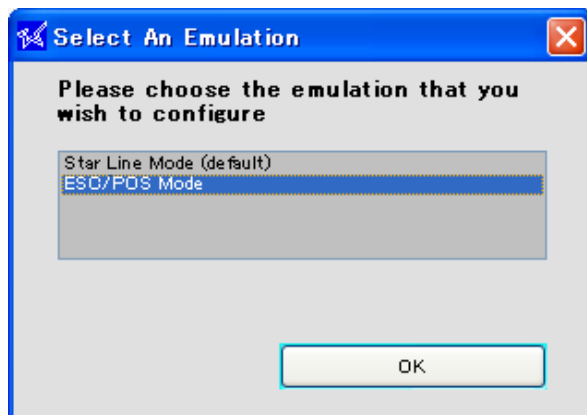 Select An Emulation
Please choose the emulation that you
wish to configure
Star Line Mode (default)
ESC/POS Mode
OK